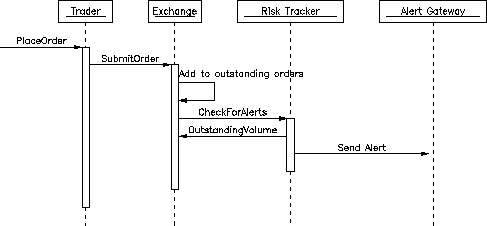 Trader
Exchange
Risk Tracker
Alert Gateway
PlaceOrder
SubmitOrder
Add to outstanding orders
CheckForAlerts
OutstandingVolume
Send Alert